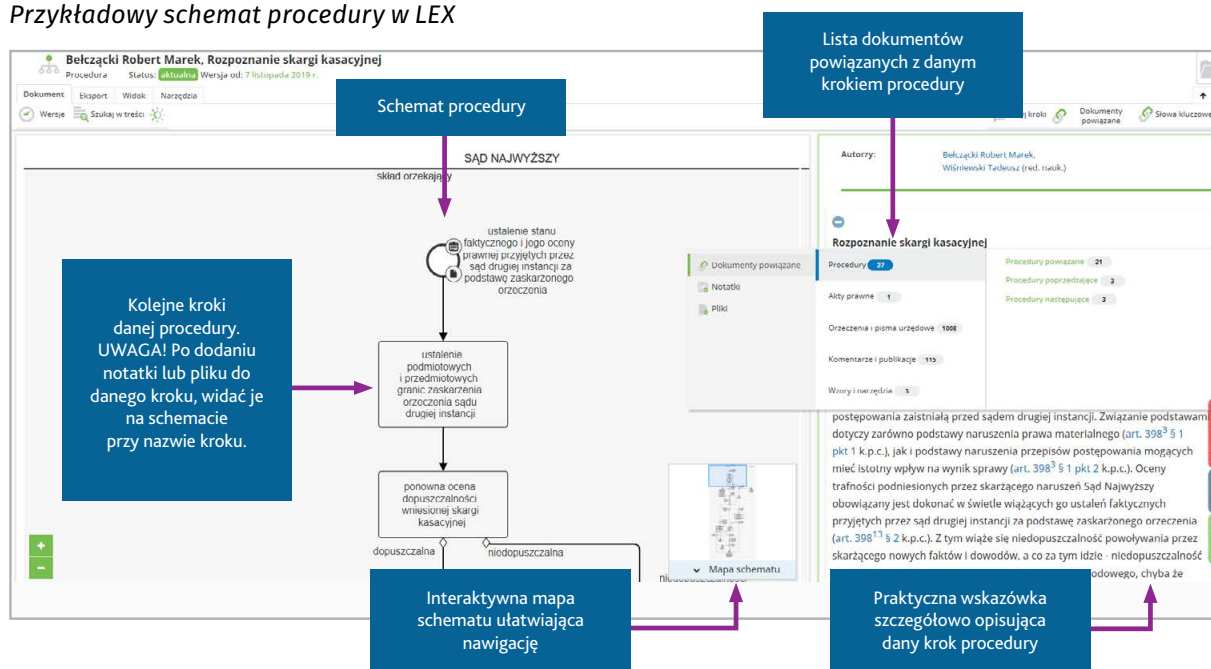 Przykładowy schemat procedury w LEX
Bełczącki Robert Marek, Rozpoznanie skargi kasacyjnej
Procedura Status: aktualna Wersja od: 7 listopada 2019 r.
Dokument Eksport Widok Narzędzia
Wersje Szukaj w treści
Schemat procedury
Lista dokumentów
powiązanych z danym
krokiem procedury
kroki
Dokumenty
powiązane
Słowa kluczowe
SĄD NAJWYŻSZY
skład orzekający
ustalenie stanu
faktycznego i jogo oceny
prawnej przyjętych przez
sąd drugiej instancji za
podstawę zaskarżonego
orzeczenia
Kolejne kroki
danej procedury.
UWAGA! Po dodaniu
notatki lub pliku do
danego kroku, widać je
na schemacie
przy nazwie kroku.
ustalenie
podmiotowych
i przedmiotowych
granic zaskarżenia
orzeczenia sądu
drugiej instancji
ponowna ocena
dopuszczalności
wniesionej skargi
kasacyjnej
dopuszczalna niedopuszczalna
+
-
Mapa schematu
Interaktywna mapa
schematu ułatwiająca
nawigację
Autorzy: Bełczącki Robert Marek,
Wiśniewski Tadeusz (red. nauk.)
Rozpoznanie skargi kasacyjnej
Dokumenty powiązane
Notatki
Pliki
Procedury 27
Akty prawne 1
Orzeczenia i pisma urzędowe 1008
Komentarze i publikacje 115
Wzory i narzędzia 3
Procedury powiązane 21
Procedury poprzedzające 3
Procedury następujące 3
postępowania zaistniałą przed sądem drugiej instancji. Związanie podstawami
dotyczy zarówno podstawy naruszenia prawa materialnego (art. 398³ § 1
pkt 1 k.p.c.), jak i podstawy naruszenia przepisów postępowania mogących
mieć istotny wpływ na wynik sprawy (art. 398³ § 1 pkt 2 k.p.c.). Oceny
trafności podniesionych przez skarżącego naruszeń Sąd Najwyższy
obowiązany jest dokonać w świetle wiążących go ustaleń faktycznych
przyjętych przez sąd drugiej instancji za podstawę zaskarżonego orzeczenia
(art. 398¹³ § 2 k.p.c.). Z tym wiąże się niedopuszczalność powoływania przez
skarżącego nowych faktów i dowodów, a co za tym idzie - niedopuszczalność
odowego, chyba że
Praktyczna wskazówka
szczegółowo opisująca
dany krok procedury